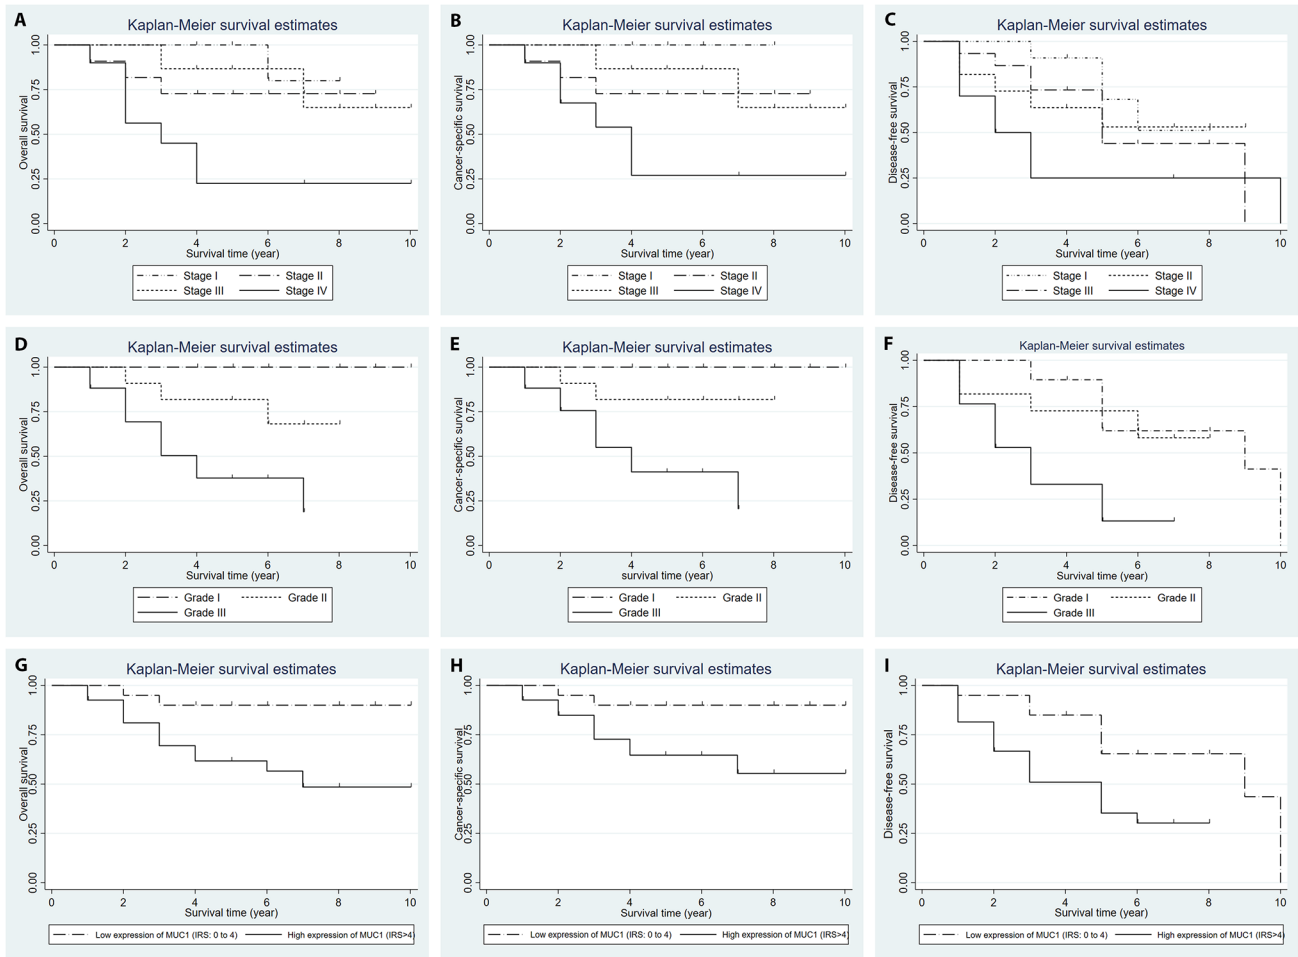 A
Kaplan-Meier survival estimates
Overall survival
1.00
0.75
0.50
0.25
0.00
0 2 4 6 8 10
Survival time (year)
Stage I Stage II
Stage III Stage IV
B
Kaplan-Meier survival estimates
Cancer-specific survival
1.00
0.75
0.50
0.25
0.00
0 2 4 6 8 10
Survival time (year)
Stage I Stage II
Stage III Stage IV
C
Kaplan-Meier survival estimates
Disease-free survival
1.00
0.75
0.50
0.25
0.00
0 2 4 6 8 10
Survival time (year)
Stage I Stage II
Stage III Stage IV
D
Kaplan-Meier survival estimates
Overall survival
1.00
0.75
0.50
0.25
0.00
0 2 4 6 8 10
Survival time (year)
Grade I Grade II
Grade III
E
Kaplan-Meier survival estimates
Cancer-specific survival
1.00
0.75
0.50
0.25
0.00
0 2 4 6 8 10
survival time (year)
Grade I Grade II
Grade III
F
Kaplan-Meier survival estimates
Disease-free survival
1.00
0.75
0.50
0.25
0.00
0 2 4 6 8 10
Survival time (year)
Grade I Grade II
Grade III
G
Kaplan-Meier survival estimates
Overall survival
1.00
0.75
0.50
0.25
0.00
0 2 4 6 8 10
Survival time (year)
Low expression of MUC1 (IRS: 0 to 4) High expression of MUC1 (IRS>4)
H
Kaplan-Meier survival estimates
Cancer-specific survival
1.00
0.75
0.50
0.25
0.00
0 2 4 6 8 10
Survival time (year)
Low expression of MUC1 (IRS: 0 to 4) High expression of MUC1 (IRS>4)
I
Kaplan-Meier survival estimates
Disease-free survival
1.00
0.75
0.50
0.25
0.00
0 2 4 6 8 10
Survival time (year)
Low expression of MUC1 (IRS: 0 to 4) High expression of MUC1 (IRS>4)